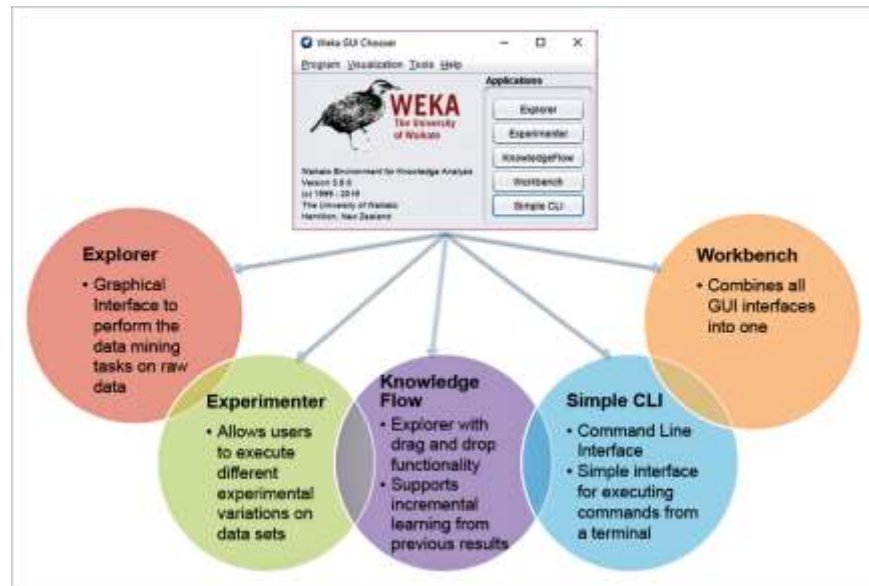 Weka GUI Chooser
Program Visualization Tools Help
Applications
WEKA
The University
of Waikato
Waikato Environment for Knowledge Analysis
(c) 1999 - 2018
The University of Waikato
Hamilton, New Zealand
Explorer
Experimenter
KnowledgeFlow
Workbench
Simple CLI
Explorer
• Graphical
Interface to
perform the
data mining
tasks on raw
data
Experimenter
• Allows users
to execute
different
experimental
variations on
data sets
Knowledge
Flow
• Explorer with
drag and drop
functionality
• Supports
incremental
learning from
previous results
Simple CLI
• Command Line
Interface
• Simple interface
for executing
commands from
a terminal
Workbench
• Combines all
GUI interfaces
into one